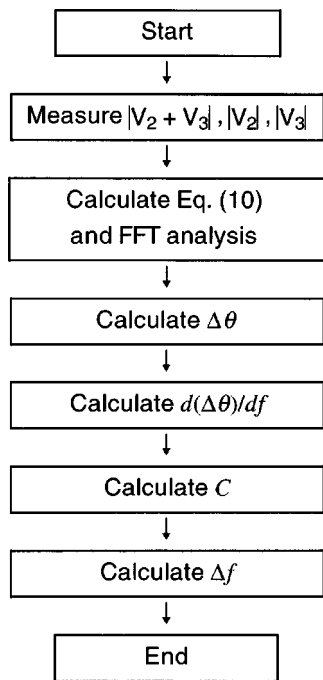 Start
Measure |V₂ + V₃| , |V₂| , |V₃|
Calculate Eq. (10)
and FFT analysis
Calculate Δθ
Calculate d(Δθ)/df
Calculate C
Calculate Δf
End